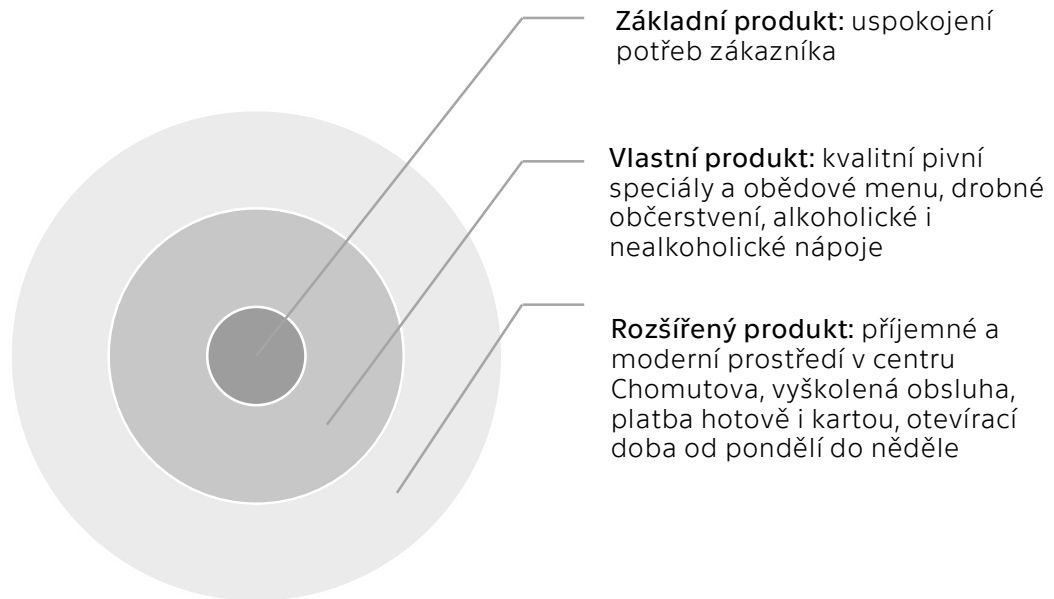 Základní produkt: uspokojení
potřeb zákazníka
Vlastní produkt: kvalitní pivní
speciály a obědové menu, drobné
občerstvení, alkoholické i
nealkoholické nápoje
Rozšířený produkt: příjemné a
moderní prostředí v centru
Chomutova, vyškolená obsluha,
platba hotově i kartou, otevírací
doba od pondělí do něděle